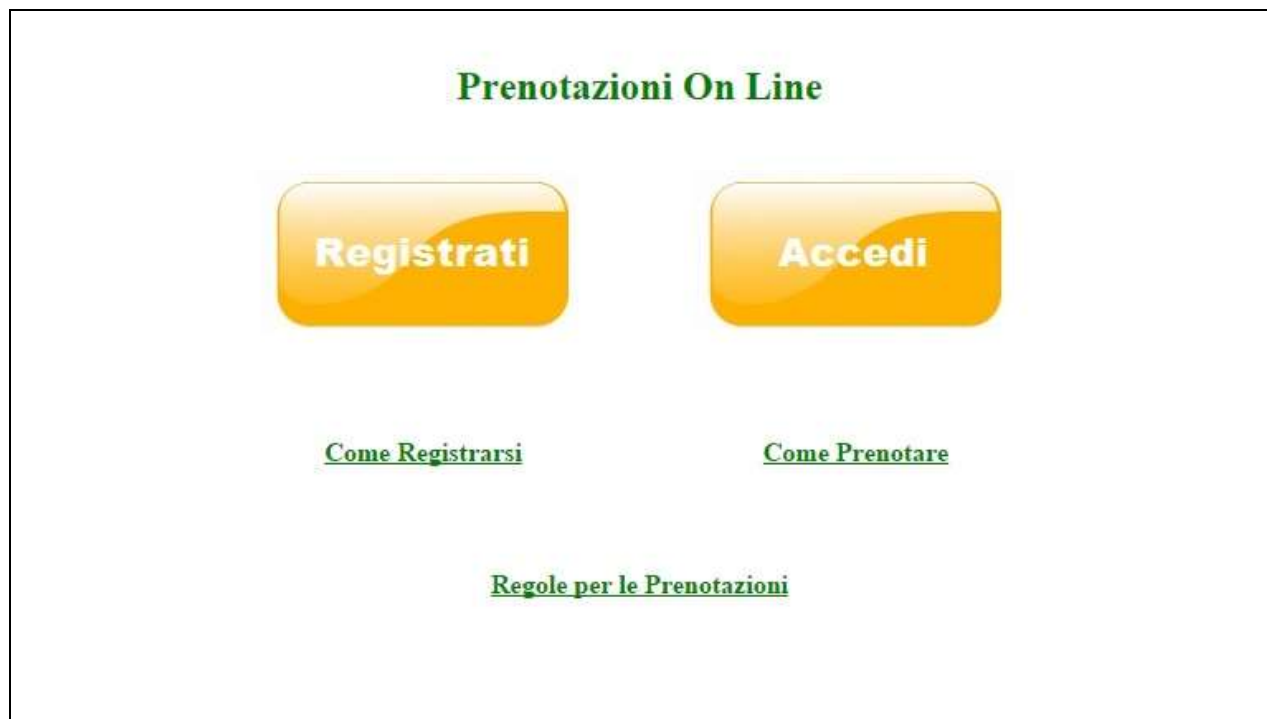 Prenotazioni On Line
Registrati Accedi
Come Registrarsi Come Prenotare
Regole per le Prenotazioni